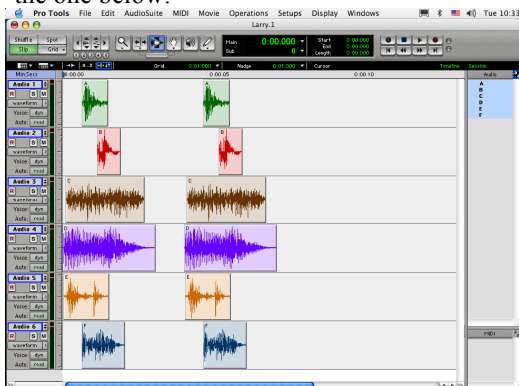 the one below:
Pro Tools File Edit AudioSuite MIDI Movie Operations Setups Display Windows Tue 10:33
Larry.1
Shuffle Spot
Slip Grid
Main 0:00.000
Sub 0
Start 0:00.000
End 0:00.000
Length 0:00.000
Grid 0:01.000 Nudge 0:01.000 Cursor Timeline Session
Min:Secs 0:00.00 0:00.05 0:00.10 Audio
Audio 1
R S M
waveform
Voice: dyn
Auto: read
A A
Audio 2
R S M
waveform
Voice: dyn
Auto: read
B B
Audio 3
R S M
waveform
Voice: dyn
Auto: read
C C
Audio 4
R S M
waveform
Voice: dyn
Auto: read
D D
Audio 5
R S M
waveform
Voice: dyn
Auto: read
E E
Audio 6
R S M
waveform
Voice: dyn
Auto: read
F F
A
B
C
D
E
F
MIDI